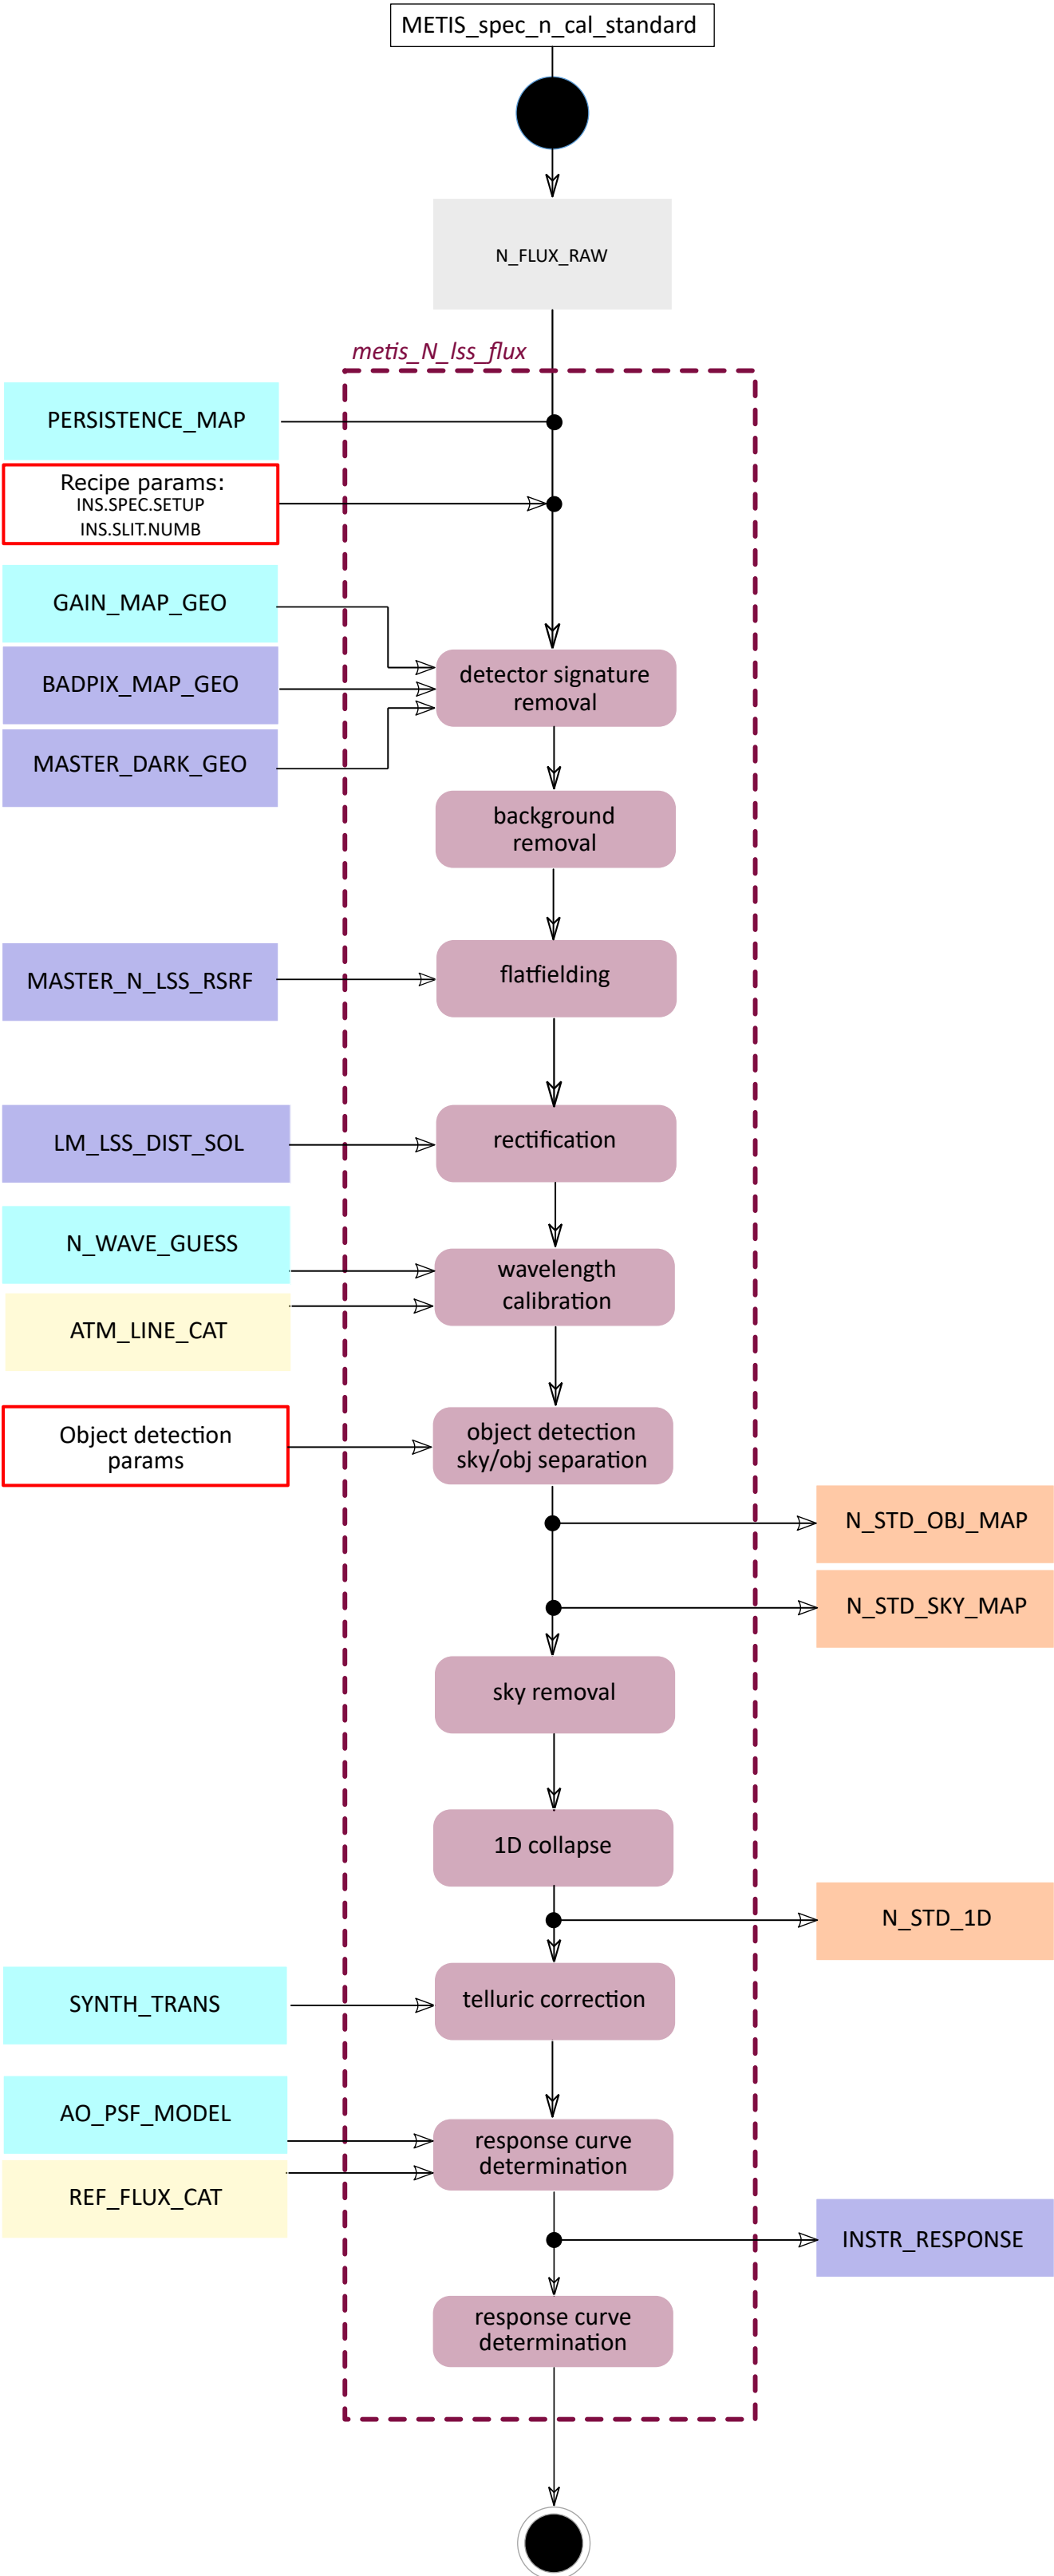 METIS_spec_n_cal_standard
N_FLUX_RAW
metis_N_lss_flux
PERSISTENCE_MAP
Recipe params:
INS.SPEC.SETUP
INS.SLIT.NUMB
GAIN_MAP_GEO
BADPIX_MAP_GEO
MASTER_DARK_GEO
detector signature
removal
background
removal
MASTER_N_LSS_RSRF
flatfielding
LM_LSS_DIST_SOL
rectification
N_WAVE_GUESS
ATM_LINE_CAT
wavelength
calibration
Object detection
params
object detection
sky/obj separation
N_STD_OBJ_MAP
N_STD_SKY_MAP
sky removal
1D collapse
N_STD_1D
SYNTH_TRANS
telluric correction
AO_PSF_MODEL
REF_FLUX_CAT
response curve
determination
INSTR_RESPONSE
response curve
determination